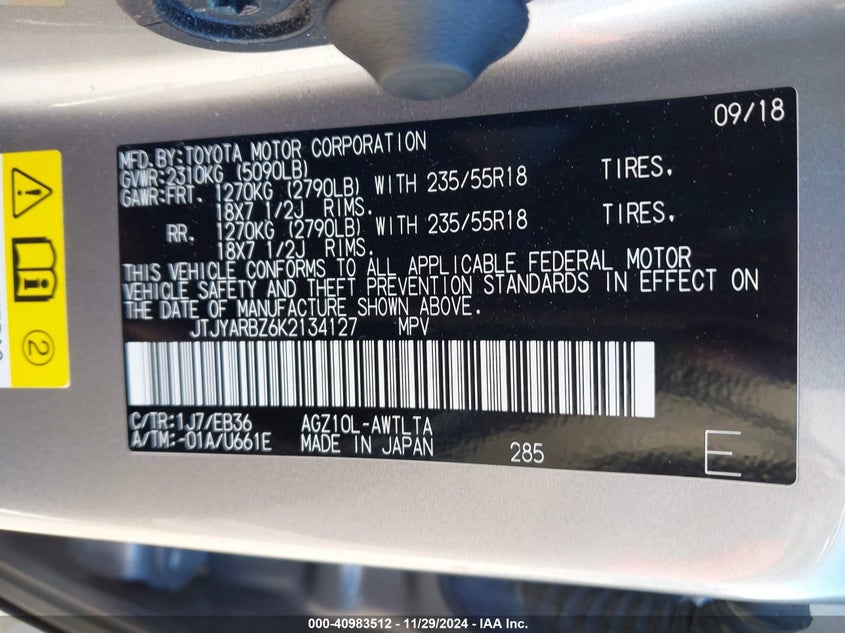 09/18
MFD.BY:TOYOTA MOTOR CORPORATION
GVWR:2310KG (5090LB)
GAWR:FRT. 1270KG (2790LB) WITH 235/55R18 TIRES.
18X7 1/2J RIMS.
RR. 1270KG (2790LB) WITH 235/55R18 TIRES.
18X7 1/2J RIMS.
THIS VEHICLE CONFORMS TO ALL APPLICABLE FEDERAL MOTOR
VEHICLE SAFETY AND THEFT PREVENTION STANDARDS IN EFFECT ON
THE DATE OF MANUFACTURE SHOWN ABOVE.
JTJYARBZ6K2134127 MPV
C/TR:1J7/EB36 AGZ10L-AWTLTA
A/TM:-01A/U661E MADE IN JAPAN
285 E
2
000-40983512 - 11/29/2024 - IAA Inc.